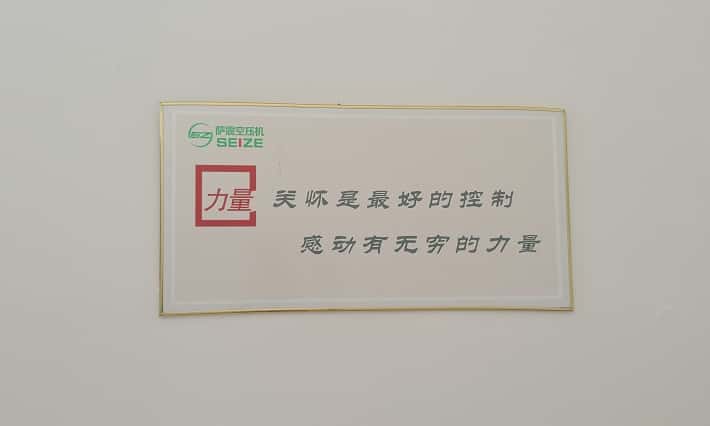 萨震空压机
SEIZE
力量
关怀是最好的控制
感动有无穷的力量